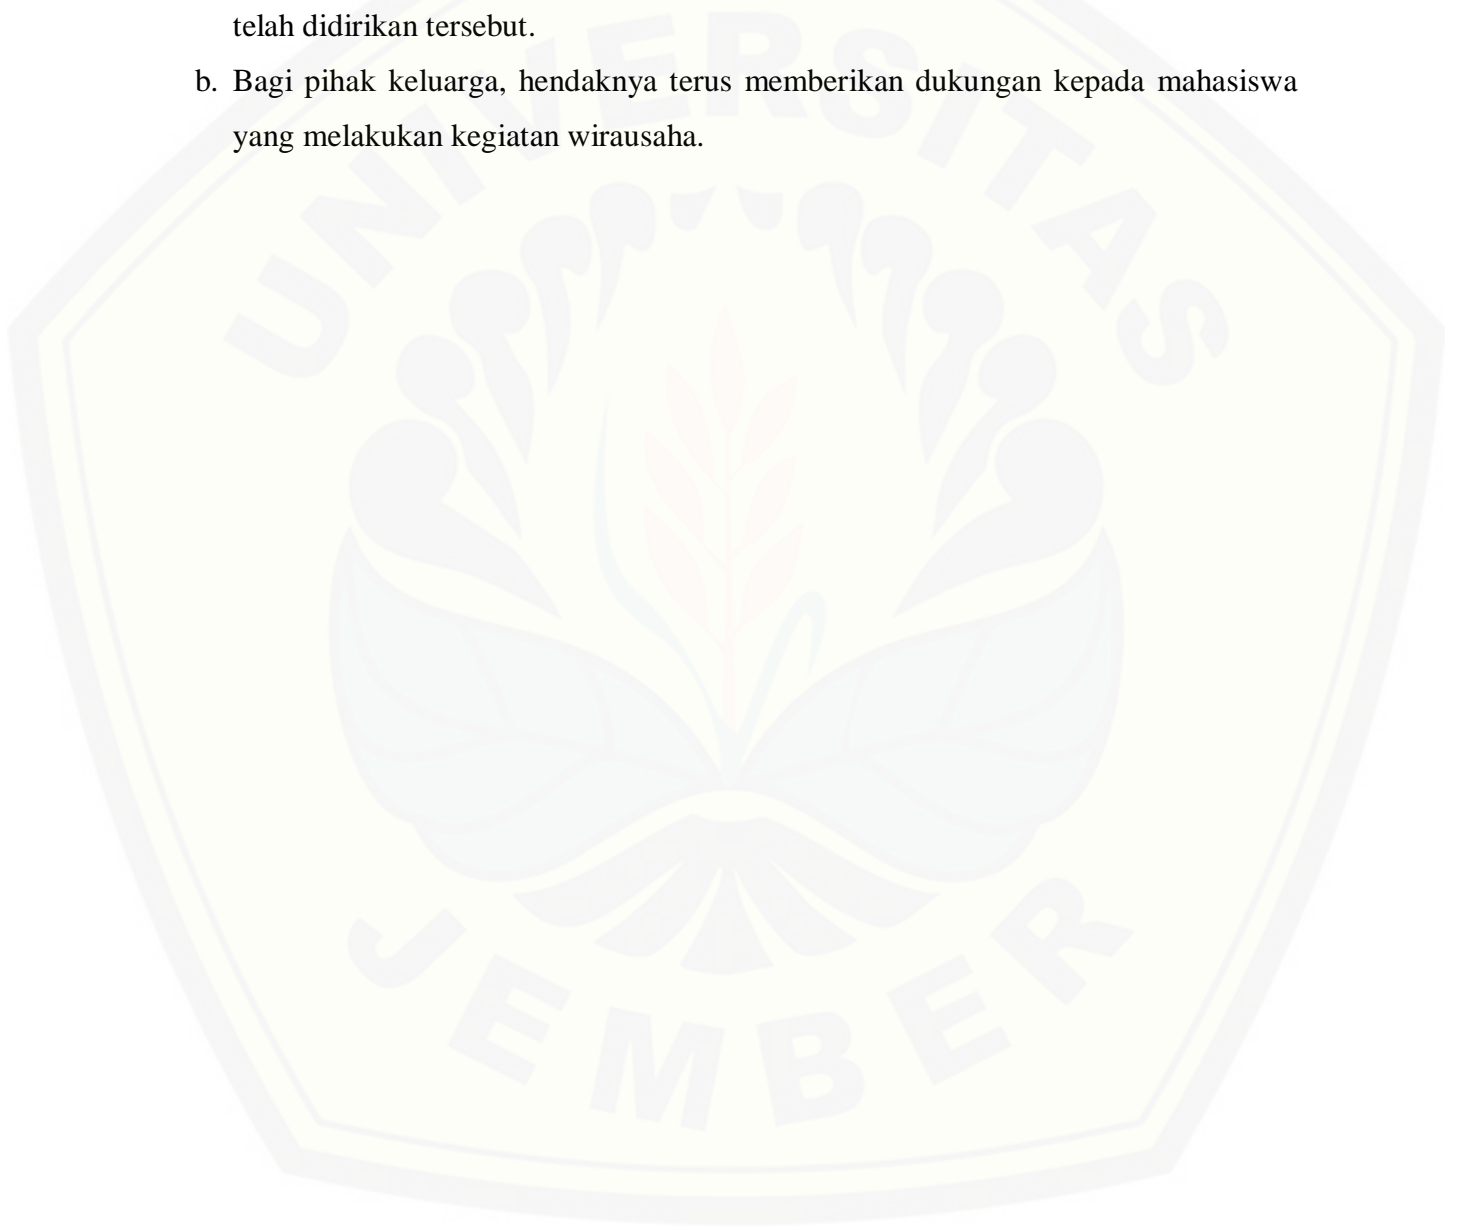 telah didirikan tersebut.
b. Bagi pihak keluarga, hendaknya terus memberikan dukungan kepada mahasiswa
yang melakukan kegiatan wirausaha.
UNIVERSITAS
JEMBER